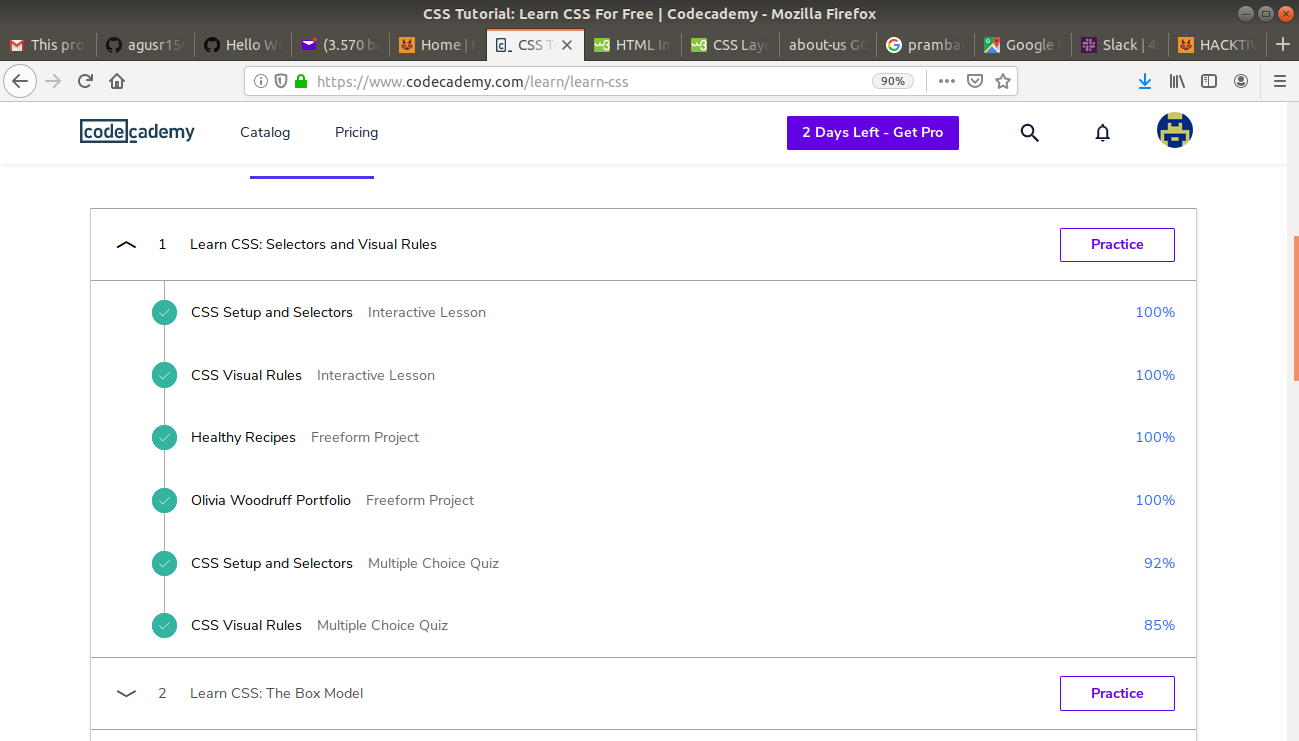 CSS Tutorial: Learn CSS For Free | Codecademy - Mozilla Firefox
This pro agusr15 Hello W (3.570 b Home | CSS T HTML Im CSS Layo about-us GO pramba Google Slack | 4 HACKTIV
https://www.codecademy.com/learn/learn-css 90%
codecademy Catalog Pricing 2 Days Left - Get Pro
1 Learn CSS: Selectors and Visual Rules Practice
CSS Setup and Selectors Interactive Lesson 100%
CSS Visual Rules Interactive Lesson 100%
Healthy Recipes Freeform Project 100%
Olivia Woodruff Portfolio Freeform Project 100%
CSS Setup and Selectors Multiple Choice Quiz 92%
CSS Visual Rules Multiple Choice Quiz 85%
2 Learn CSS: The Box Model Practice